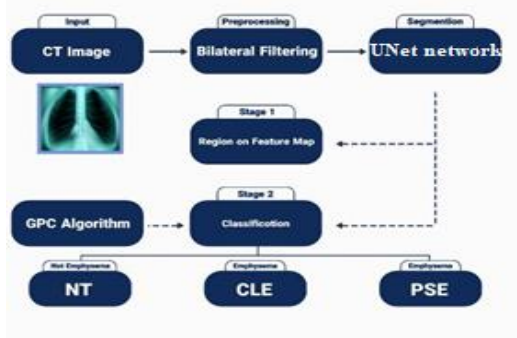 Input
Preprocessing
Segmention
CT Image
Bilateral Filtering
UNet network
Stage 1
Region on Feature Map
Stage 2
GPC Algorithm
Classification
Not Emphysema
Emphysema
Emphysema
NT
CLE
PSE